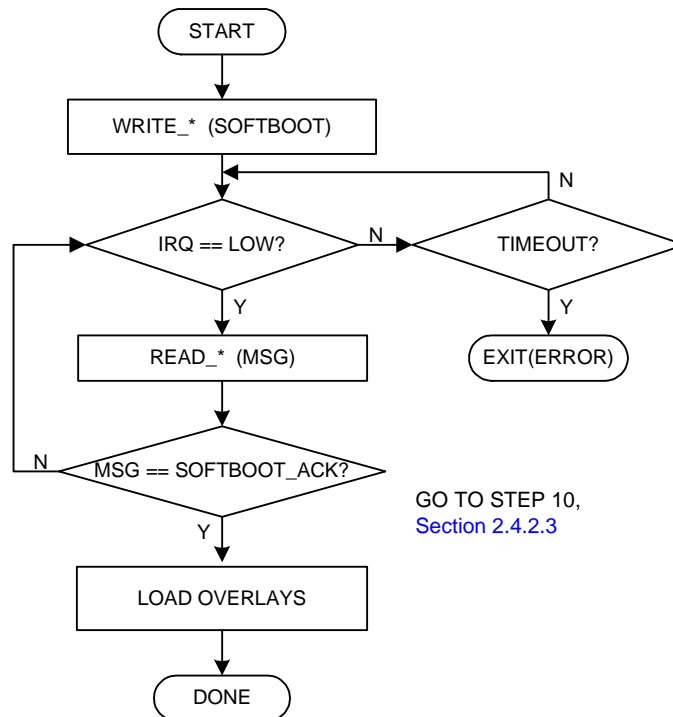 START
WRITE_* (SOFTBOOT)
N
IRQ == LOW?
N
TIMEOUT?
Y
Y
READ_* (MSG)
EXIT(ERROR)
N
MSG == SOFTBOOT_ACK?
GO TO STEP 10,
Section 2.4.2.3
Y
LOAD OVERLAYS
DONE